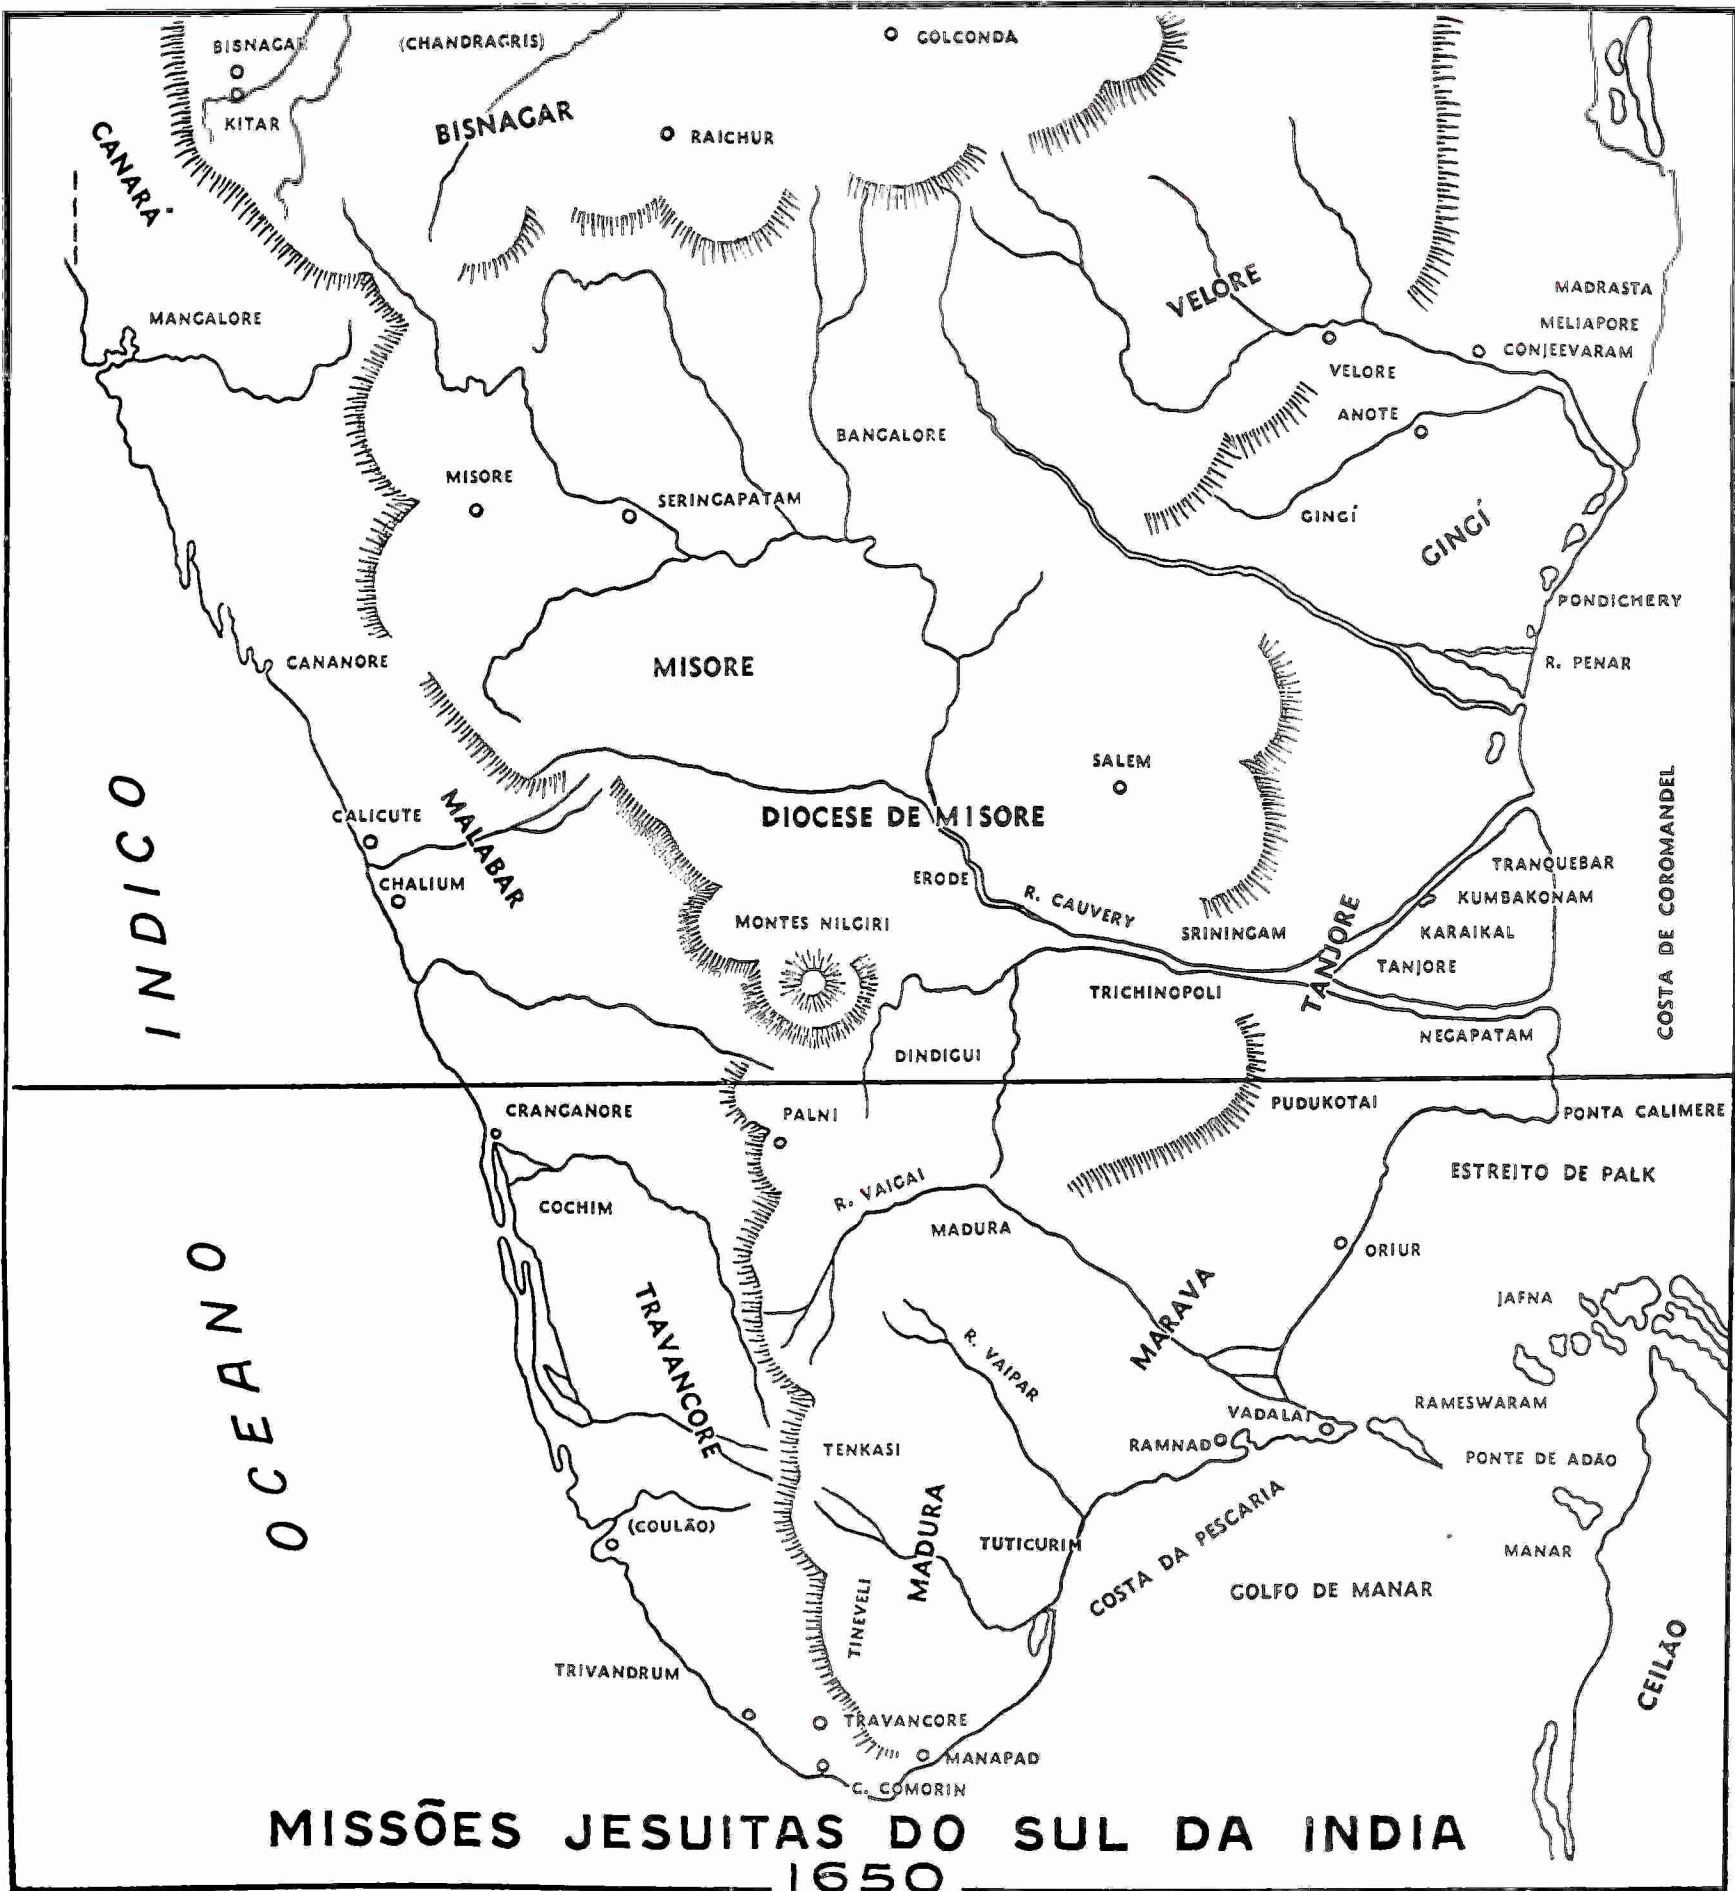 BISNAGAR
(CHANDRAGRIS)
GOLCONDA
KITAR
BISNAGAR
RAICHUR
CANARÁ
VELORE
MADRASTA
MANGALORE
MELIAPORE
CONJEEVARAM
VELORE
ANOTE
BANGALORE
MISORE
SERINGAPATAM
GINGÍ
GINGÍ
PONDICHERY
CANANORE
MISORE
R. PENAR
SALEM
CALICUTE
MALABAR
DIOCESE DE MISORE
COSTA DE COROMANDEL
TRANQUEBAR
CHALIUM
ERODE
KUMBAKONAM
R. CAUVERY
MONTES NILGIRI
SRININGAM
KARAIKAL
TANJORE
TANJORE
TRICHINOPOLI
INDICO
NEGAPATAM
DINDIGUI
CRANGANORE
PALNI
PUDUKOTAI
PONTA CALIMERE
ESTREITO DE PALK
R. VAIGAI
COCHIM
MADURA
ORIUR
JAFNA
MARAVA
TRAVANCORE
R. VAIPAR
OCEANO
RAMESWARAM
VADALAI
RAMNAD
TENKASI
PONTE DE ADÃO
(COULÃO)
MADURA
TUTICURIM
COSTA DA PESCARIA
MANAR
GOLFO DE MANAR
TINEVELI
CEILÃO
TRIVANDRUM
TRAVANCORE
MANAPAD
C. COMORIN
MISSÕES JESUITAS DO SUL DA INDIA
1650